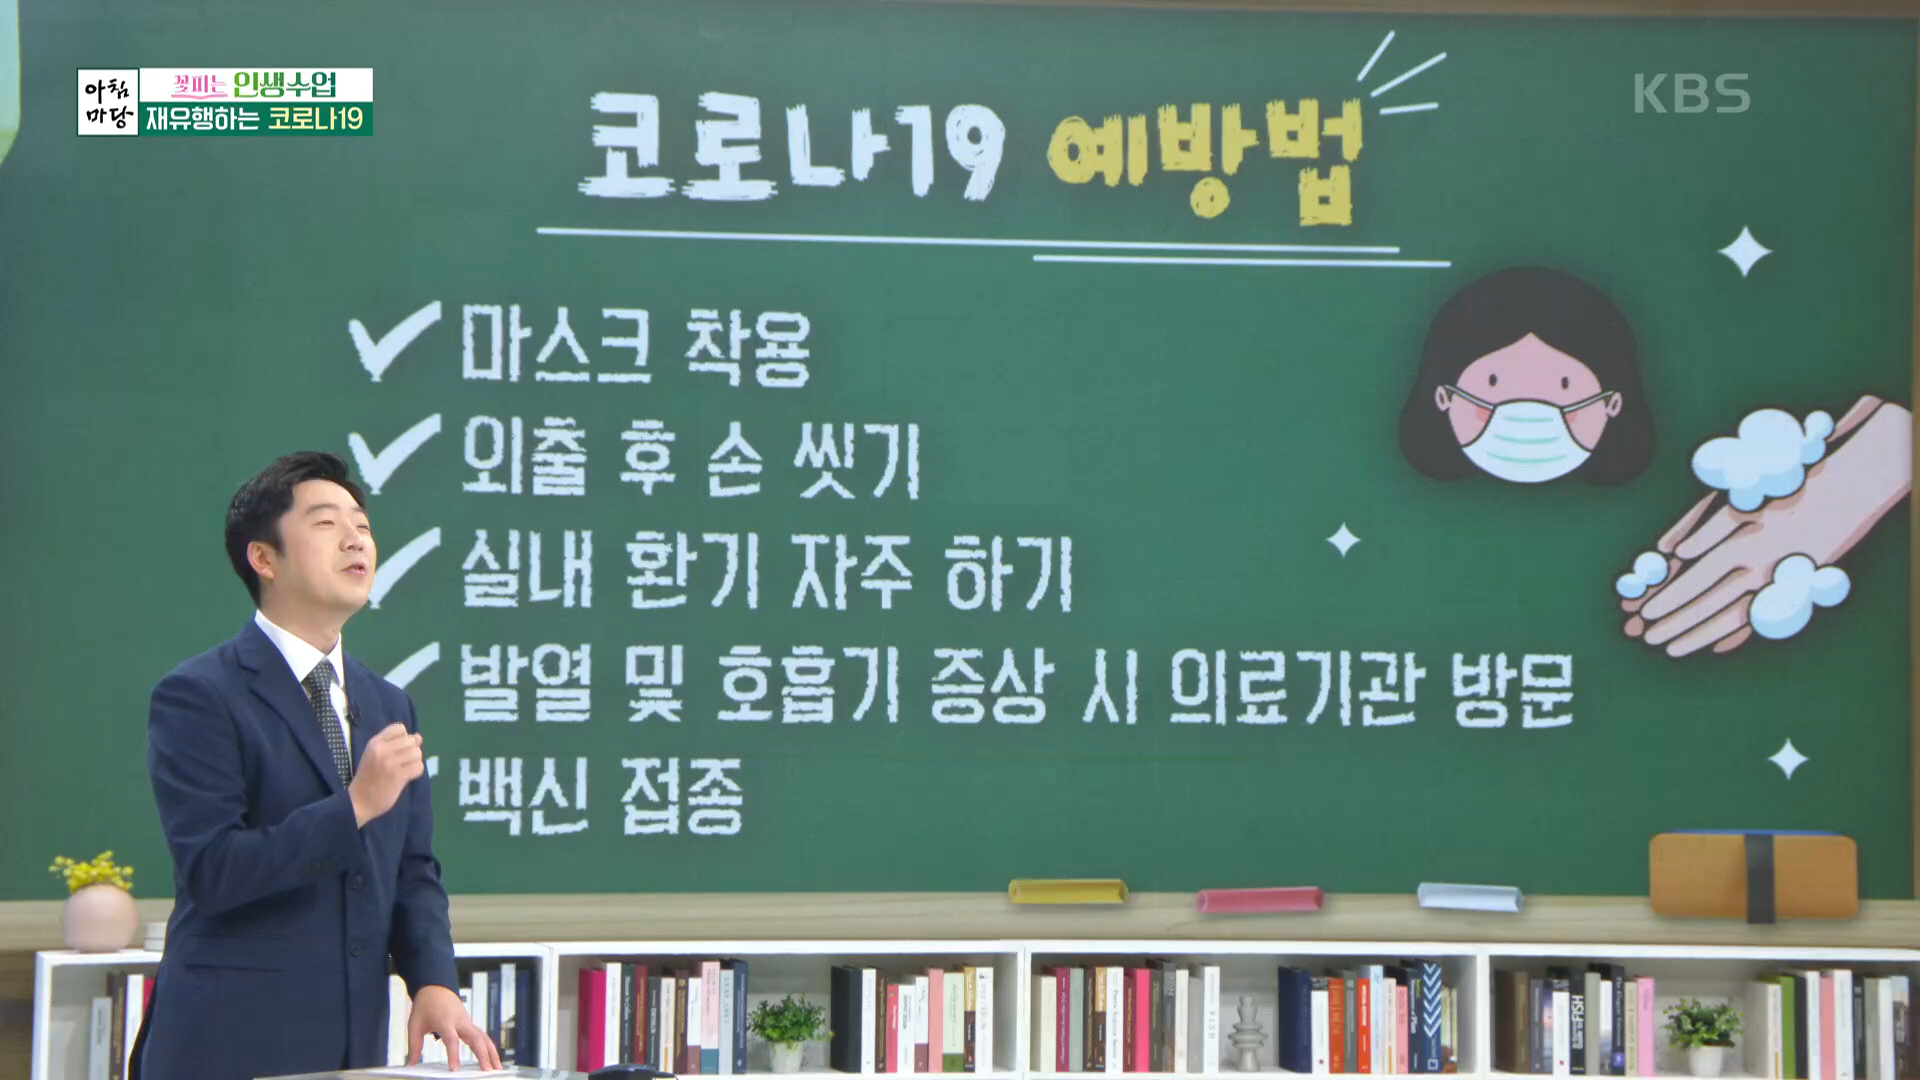 아침
마당
꽃피는 인생수업
재유행하는 코로나19
KBS
코로나19 예방법
마스크 착용
외출 후 손 씻기
실내 환기 자주 하기
발열 및 호흡기 증상 시 의료기관 방문
백신 접종